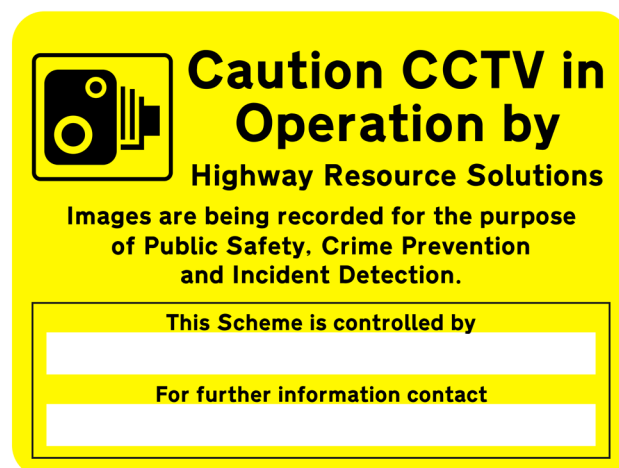 Caution CCTV in
Operation by
Highway Resource Solutions
Images are being recorded for the purpose
of Public Safety, Crime Prevention
and Incident Detection.
This Scheme is controlled by
For further information contact